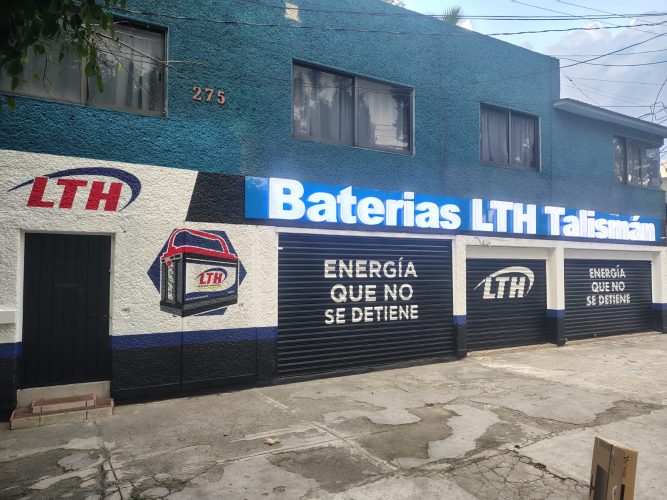 275
LTH
Baterias LTH Talismán
LTH
ENERGÍA
QUE NO
SE DETIENE
LTH
ENERGÍA
QUE NO
SE DETIENE